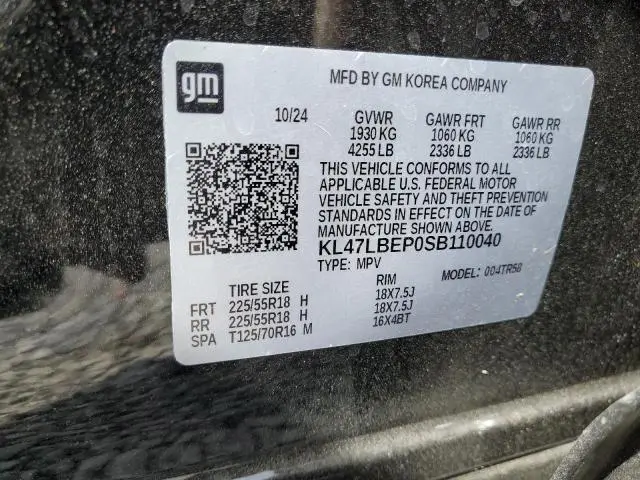 gm
MFD BY GM KOREA COMPANY
10/24 GVWR GAWR FRT GAWR RR
1930 KG 1060 KG 1060 KG
4255 LB 2336 LB 2336 LB
THIS VEHICLE CONFORMS TO ALL
APPLICABLE U.S. FEDERAL MOTOR
VEHICLE SAFETY AND THEFT PREVENTION
STANDARDS IN EFFECT ON THE DATE OF
MANUFACTURE SHOWN ABOVE.
KL47LBEP0SB110040
TYPE: MPV MODEL: 004TR58
TIRE SIZE RIM
FRT 225/55R18 H 18X7.5J
RR 225/55R18 H 18X7.5J
SPA T125/70R16 M 16X4BT